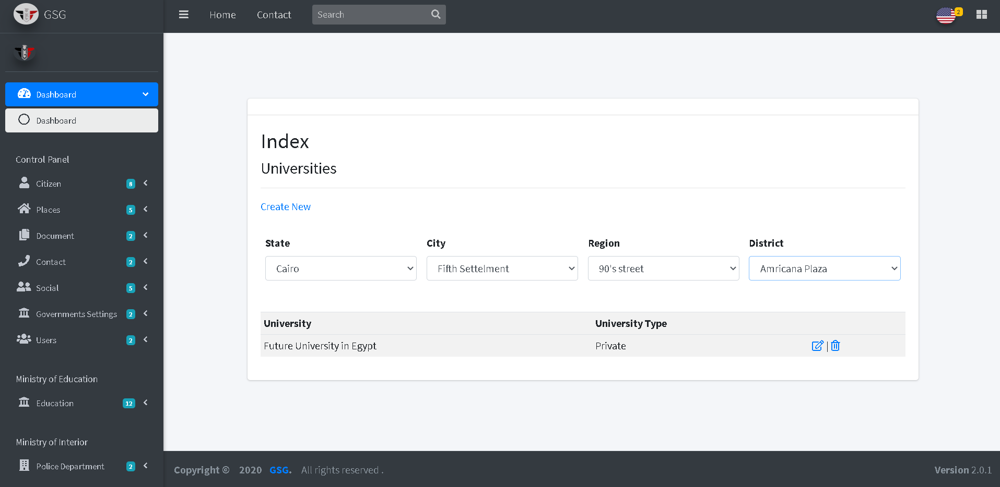 GSG
Home
Contact
Search
2
Dashboard
Dashboard
Control Panel
Citizen 8
Places 5
Document 2
Contact 2
Social 5
Governments Settings 2
Users 2
Ministry of Education
Education 12
Ministry of Interior
Police Department 2
Index
Universities
Create New
State City Region District
Cairo Fifth Settelment 90's street Amricana Plaza
University University Type
Future University in Egypt Private |
Copyright © 2020 GSG. All rights reserved .
Version 2.0.1